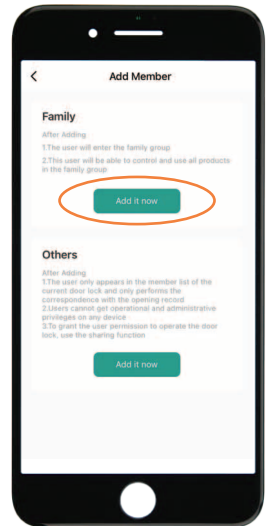 Add Member
Family
After Adding
1.The user will enter the family group
2.This user will be able to control and use all products
in the family group
Add it now
Others
After Adding
1.The user only appears in the member list of the
current door lock and only performs the
correspondence with the opening record
2.Users cannot get operational and administrative
privileges on any device
3.To grant the user permission to operate the door
lock, use the sharing function
Add it now